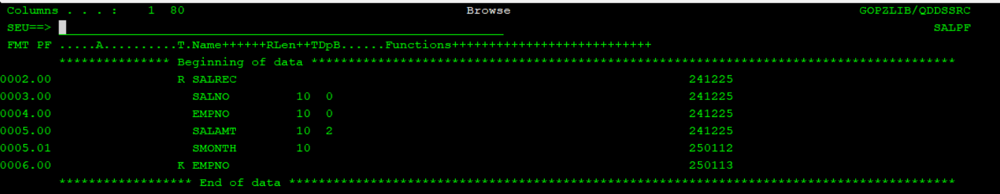 Columns . . . :    1  80                                      Browse                                               GOPZLIB/QDDSSRC
SEU==>                                                                                                                       SALPF
FMT PF .....A..........T.Name++++++RLen++TDpB......Functions+++++++++++++++++++++++++++
*************** Beginning of data ***************************************************************************************
0002.00                 R SALREC                                                             241225
0003.00                   SALNO         10  0                                                241225
0004.00                   EMPNO         10  0                                                241225
0005.00                   SALAMT        10  2                                                241225
0005.01                   SMONTH        10                                                   250112
0006.00                 K EMPNO                                                              250113
****************** End of data ******************************************************************************************